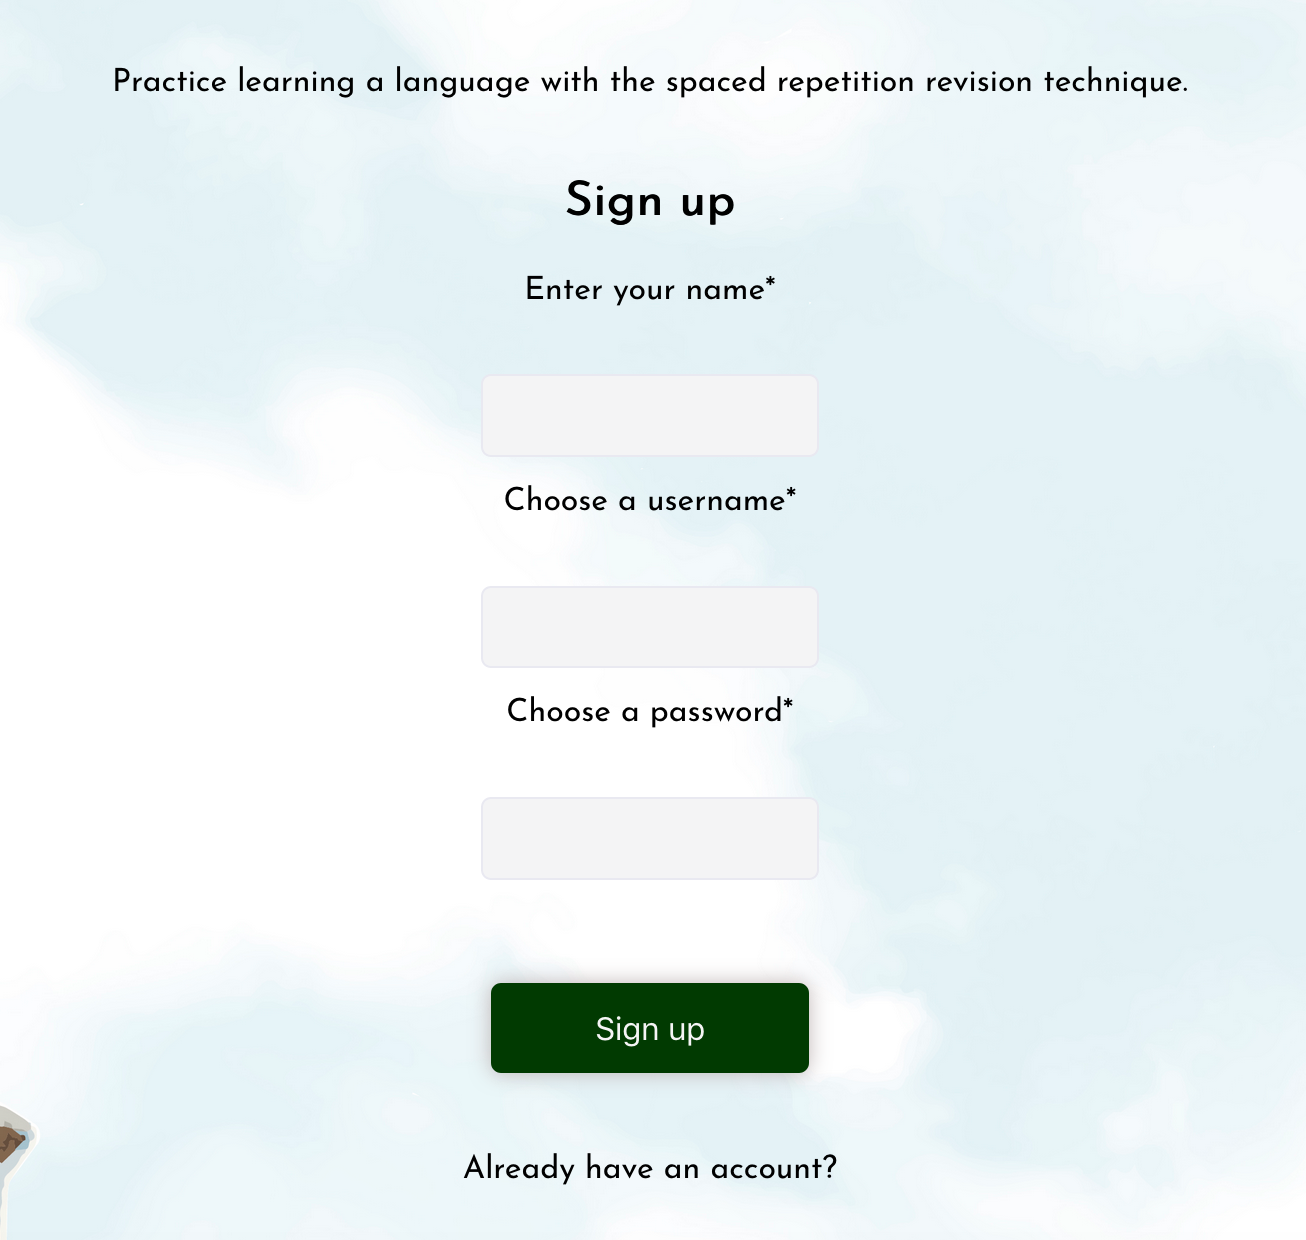 Practice learning a language with the spaced repetition revision technique.
Sign up
Enter your name*
Choose a username*
Choose a password*
Sign up
Already have an account?